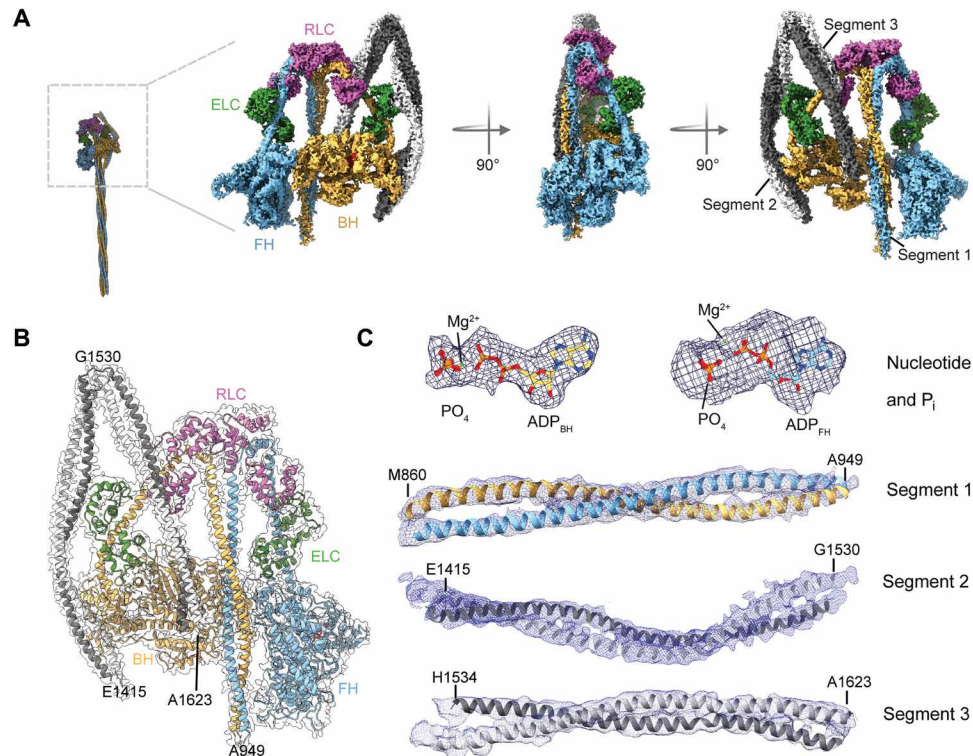 A
RLC
ELC
FH
BH
90°
90°
Segment 3
Segment 2
Segment 1
B
G1530
RLC
ELC
BH
E1415
A1623
FH
A949
C
Mg2+
PO4
ADPBH
Mg2+
PO4
ADPFH
Nucleotide
and Pi
M860
A949
Segment 1
E1415
G1530
Segment 2
H1534
A1623
Segment 3